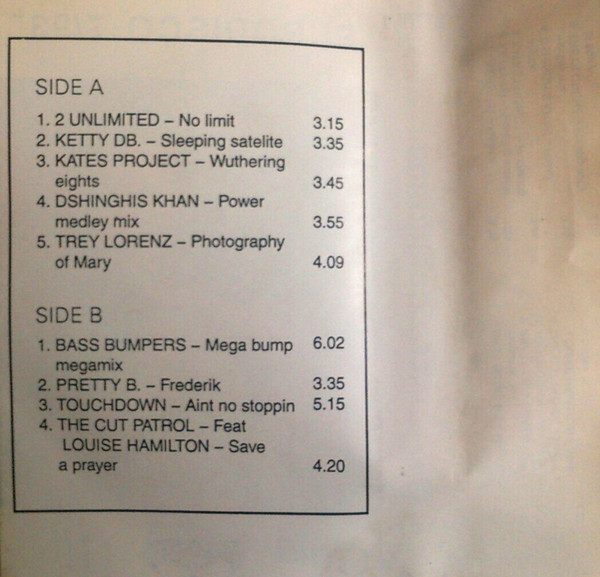 SIDE A
1. 2 UNLIMITED – No limit 3.15
2. KETTY DB. – Sleeping satelite 3.35
3. KATES PROJECT – Wuthering
eights 3.45
4. DSHINGHIS KHAN – Power
medley mix 3.55
5. TREY LORENZ – Photography
of Mary 4.09
SIDE B
1. BASS BUMPERS – Mega bump 6.02
megamix
2. PRETTY B. – Frederik 3.35
3. TOUCHDOWN – Aint no stoppin 5.15
4. THE CUT PATROL – Feat
LOUISE HAMILTON – Save
a prayer 4.20